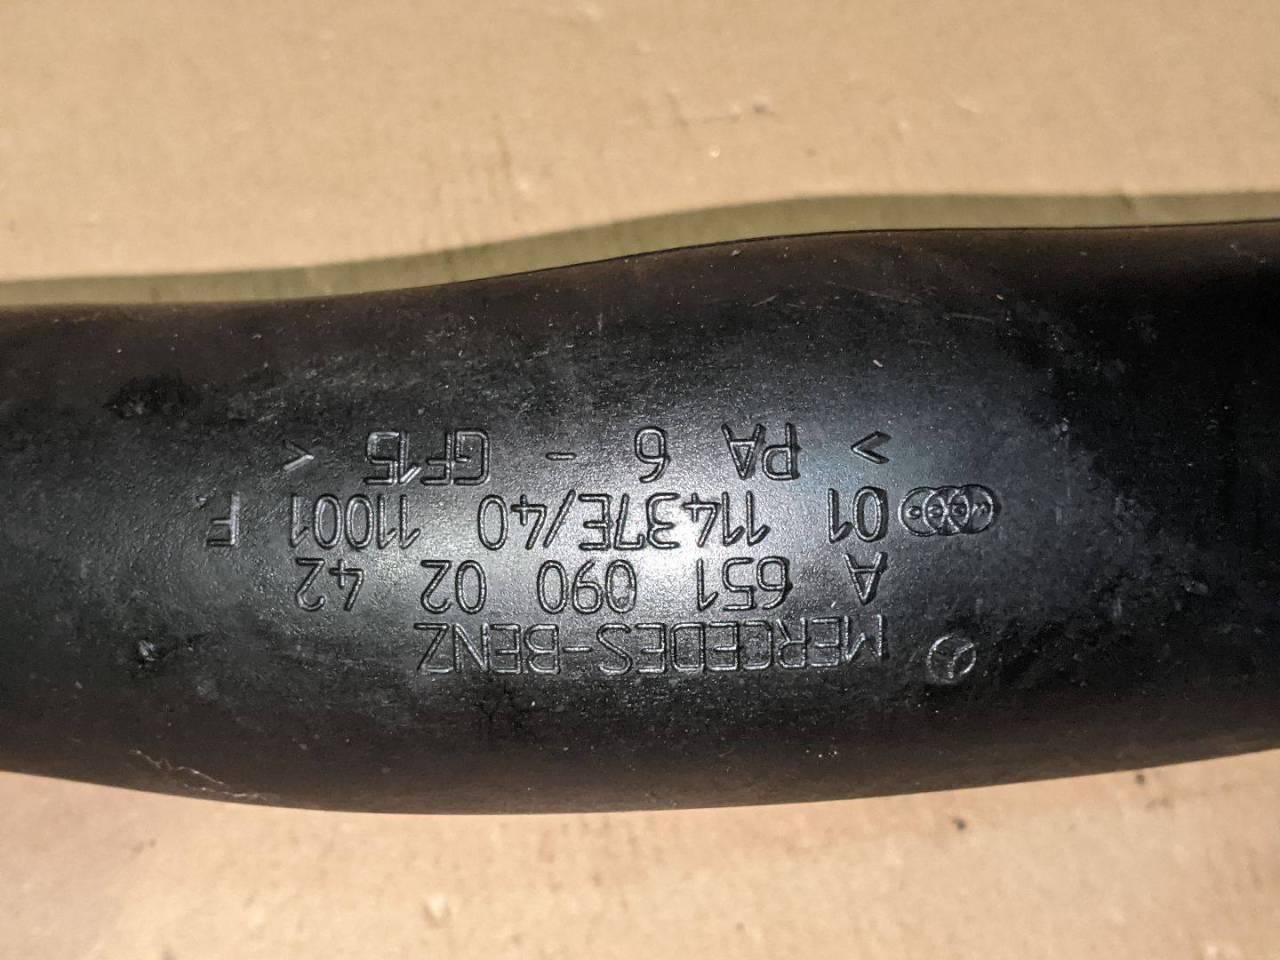 MERCEDES-BENZ
A 651 090 02 42
01 11437E/40 11001 F
> PA 6 - GF15 <